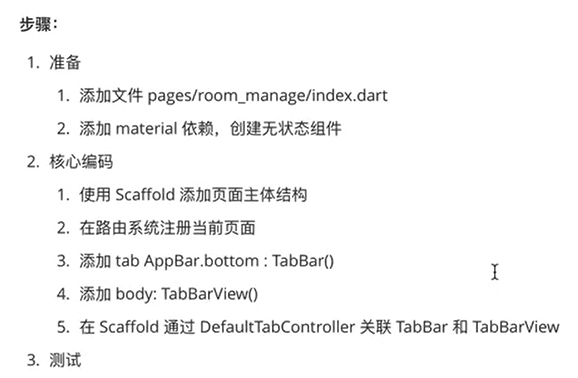 步骤：
1. 准备
1. 添加文件 pages/room_manage/index.dart
2. 添加 material 依赖，创建无状态组件
2. 核心编码
1. 使用 Scaffold 添加页面主体结构
2. 在路由系统注册当前页面
3. 添加 tab AppBar.bottom : TabBar()
4. 添加 body: TabBarView()
5. 在 Scaffold 通过 DefaultTabController 关联 TabBar 和 TabBarView
3. 测试